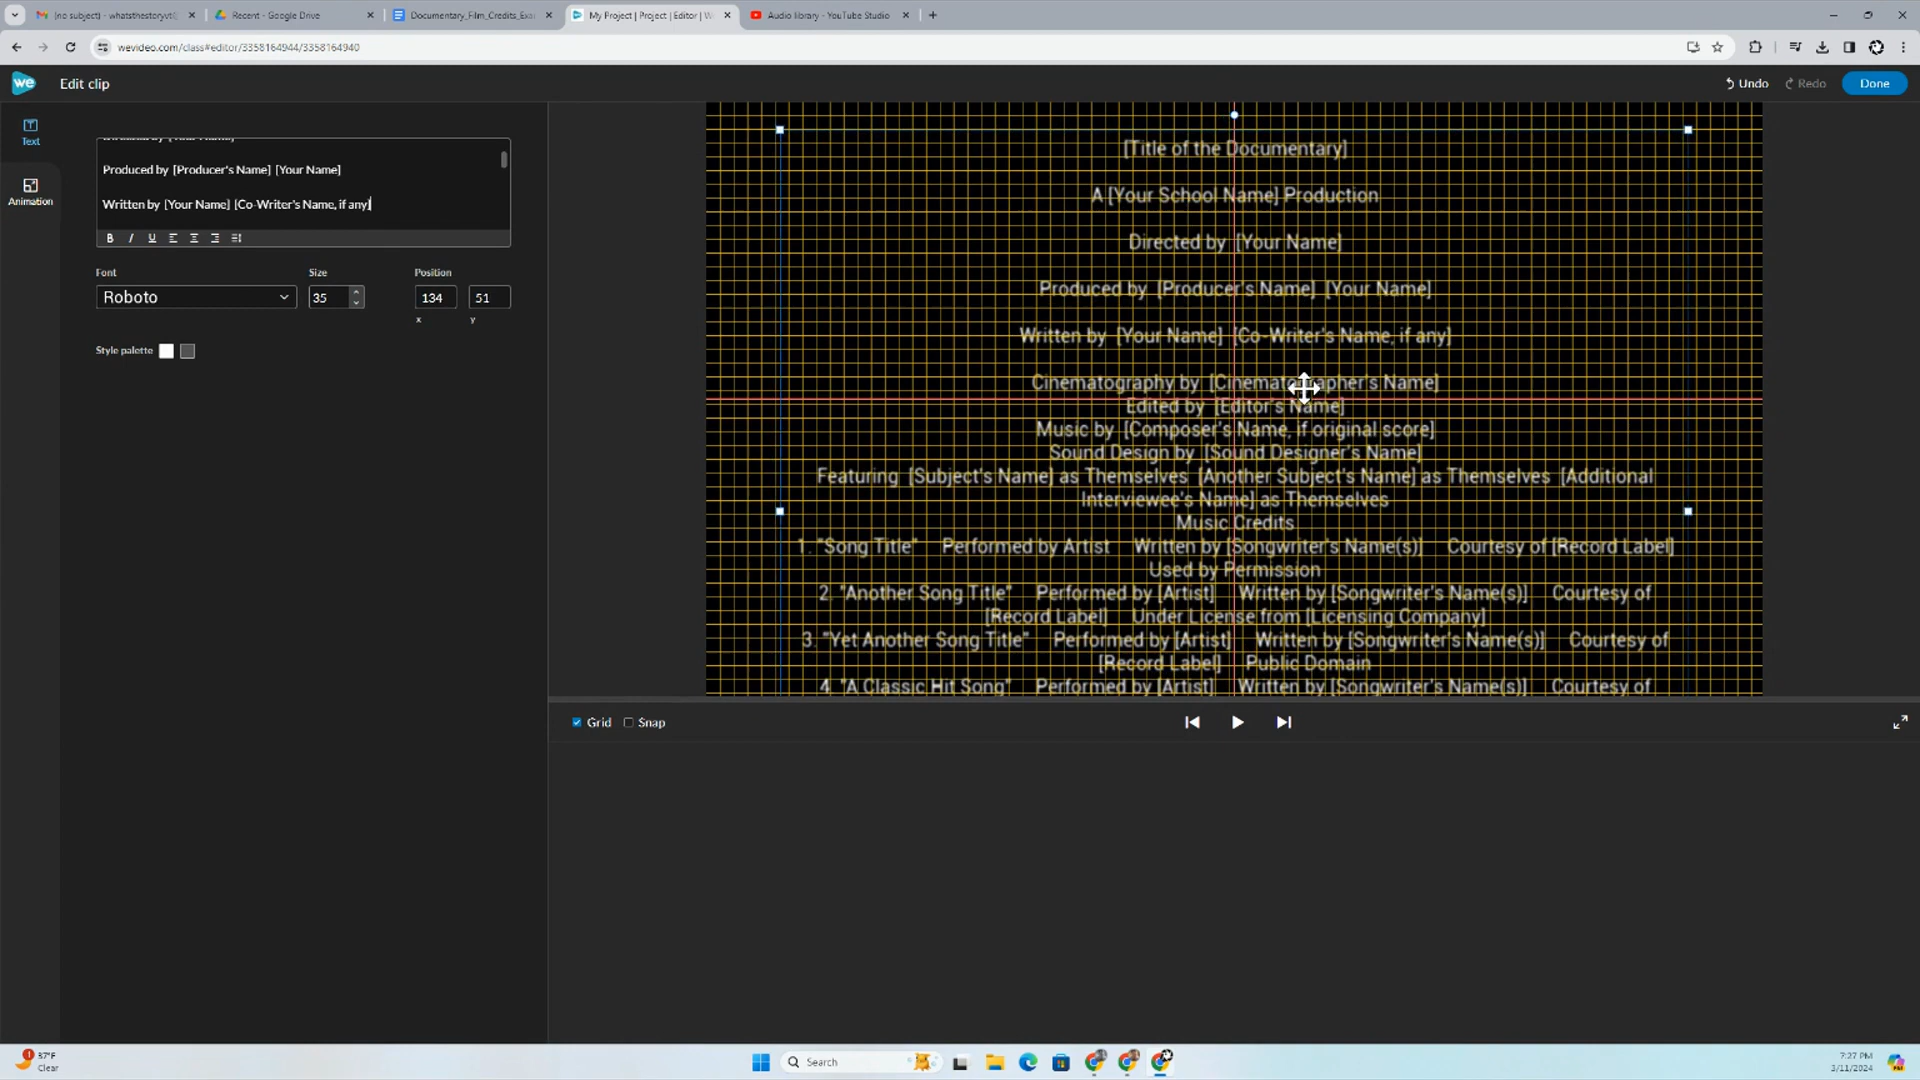 [no subject] - whatsthestoryvt@
Recent - Google Drive
Documentary_Film_Credits_Exa
My Project | Project | Editor | W
Audio library - YouTube Studio
wevideo.com/class#editor/3358164944/3358164940
we
Edit clip
Undo
Redo
Done
Text
Animation
Produced by [Producer's Name] [Your Name]
Written by [Your Name] [Co-Writer's Name, if any]
B I U
Font
Size
Position
Roboto
35
134
51
x
y
Style palette
[Title of the Documentary]
A [Your School Name] Production
Directed by [Your Name]
Produced by [Producer's Name] [Your Name]
Written by [Your Name] [Co-Writer's Name, if any]
Cinematography by [Cinematographer's Name]
Edited by [Editor's Name]
Music by [Composer's Name, if original score]
Sound Design by [Sound Designer's Name]
Featuring [Subject's Name] as Themselves [Another Subject's Name] as Themselves [Additional
Interviewee's Name] as Themselves
Music Credits
1. "Song Title" Performed by Artist Written by [Songwriter's Name(s)] Courtesy of [Record Label]
Used by Permission
2. "Another Song Title" Performed by [Artist] Written by [Songwriter's Name(s)] Courtesy of
[Record Label] Under License from [Licensing Company]
3. "Yet Another Song Title" Performed by [Artist] Written by [Songwriter's Name(s)] Courtesy of
[Record Label] Public Domain
4. "A Classic Hit Song" Performed by [Artist] Written by [Songwriter's Name(s)] Courtesy of
Grid
Snap
37°F
Clear
Search
7:27 PM
3/11/2024